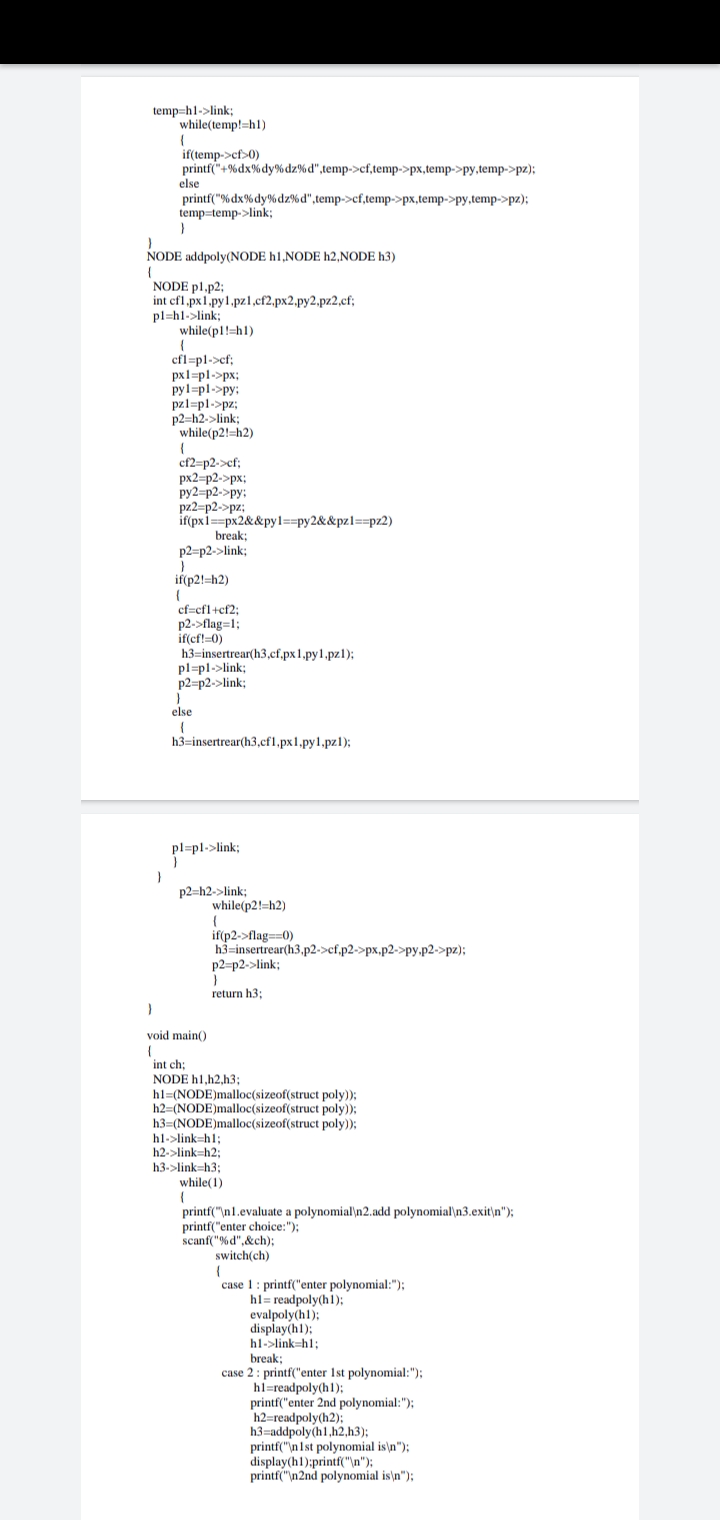 temp=h1->link;
while(temp!=h1)
{
if(temp->cf>0)
printf("+%dx%dy%dz%d",temp->cf,temp->px,temp->py,temp->pz);
else
printf("%dx%dy%dz%d",temp->cf,temp->px,temp->py,temp->pz);
temp=temp->link;
}
}
NODE addpoly(NODE h1,NODE h2,NODE h3)
{
NODE p1,p2;
int cf1,px1,py1,pz1,cf2,px2,py2,pz2,cf;
p1=h1->link;
while(p1!=h1)
{
cf1=p1->cf;
px1=p1->px;
py1=p1->py;
pz1=p1->pz;
p2=h2->link;
while(p2!=h2)
{
cf2=p2->cf;
px2=p2->px;
py2=p2->py;
pz2=p2->pz;
if(px1==px2&&py1==py2&&pz1==pz2)
break;
p2=p2->link;
}
if(p2!=h2)
{
cf=cf1+cf2;
p2->flag=1;
if(cf!=0)
h3=insertrear(h3,cf,px1,py1,pz1);
p1=p1->link;
p2=p2->link;
}
else
{
h3=insertrear(h3,cf1,px1,py1,pz1);
p1=p1->link;
}
}
p2=h2->link;
while(p2!=h2)
{
if(p2->flag==0)
h3=insertrear(h3,p2->cf,p2->px,p2->py,p2->pz);
p2=p2->link;
}
return h3;
}
void main()
{
int ch;
NODE h1,h2,h3;
h1=(NODE)malloc(sizeof(struct poly));
h2=(NODE)malloc(sizeof(struct poly));
h3=(NODE)malloc(sizeof(struct poly));
h1->link=h1;
h2->link=h2;
h3->link=h3;
while(1)
{
printf("\n1.evaluate a polynomial\n2.add polynomial\n3.exit\n");
printf("enter choice:");
scanf("%d",&ch);
switch(ch)
{
case 1 : printf("enter polynomial:");
h1= readpoly(h1);
evalpoly(h1);
display(h1);
h1->link=h1;
break;
case 2 : printf("enter 1st polynomial:");
h1=readpoly(h1);
printf("enter 2nd polynomial:");
h2=readpoly(h2);
h3=addpoly(h1,h2,h3);
printf("\n1st polynomial is\n");
display(h1);printf("\n");
printf("\n2nd polynomial is\n");